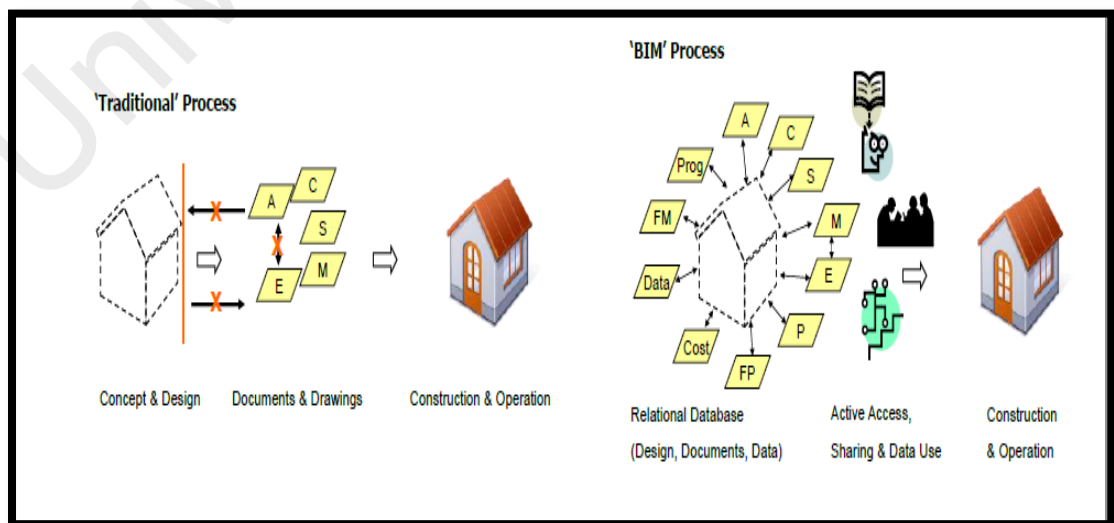 Univ
'Traditional' Process
A
C
S
E
M
X
X
X
Concept & Design
Documents & Drawings
Construction & Operation
'BIM' Process
A
C
Prog
S
FM
M
Data
E
Cost
P
FP
Relational Database
(Design, Documents, Data)
Active Access,
Sharing & Data Use
Construction
& Operation